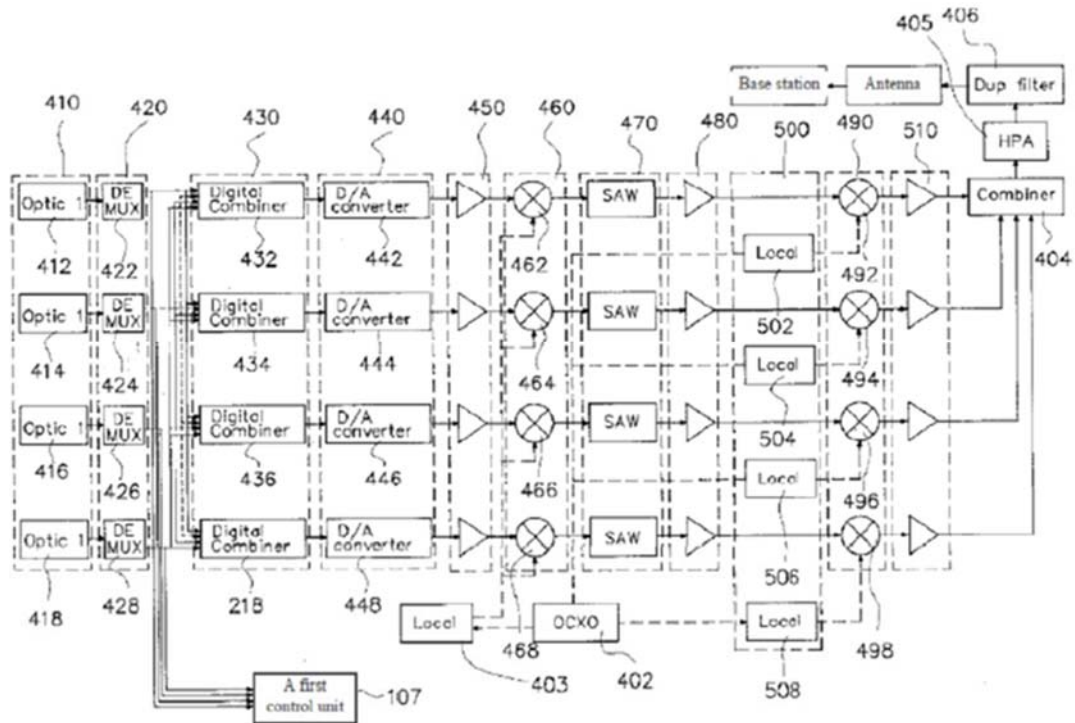 406
405
Base station
Antenna
Dup filter
410
420
430
440
450
460
470
480
500
490
510
HPA
Optic 1
DE
MUX
Digital
Combiner
D/A
converter
SAW
Combiner
412
422
432
442
462
Local
492
404
Optic 1
DE
MUX
Digital
Combiner
D/A
converter
SAW
502
414
424
434
444
464
Local
494
504
Optic 1
DE
MUX
Digital
Combiner
D/A
converter
SAW
416
426
436
446
466
Local
496
Optic 1
DE
MUX
Digital
Combiner
D/A
converter
SAW
506
418
428
218
448
Local
468
OCXO
Local
498
403
402
508
A first
control unit
107